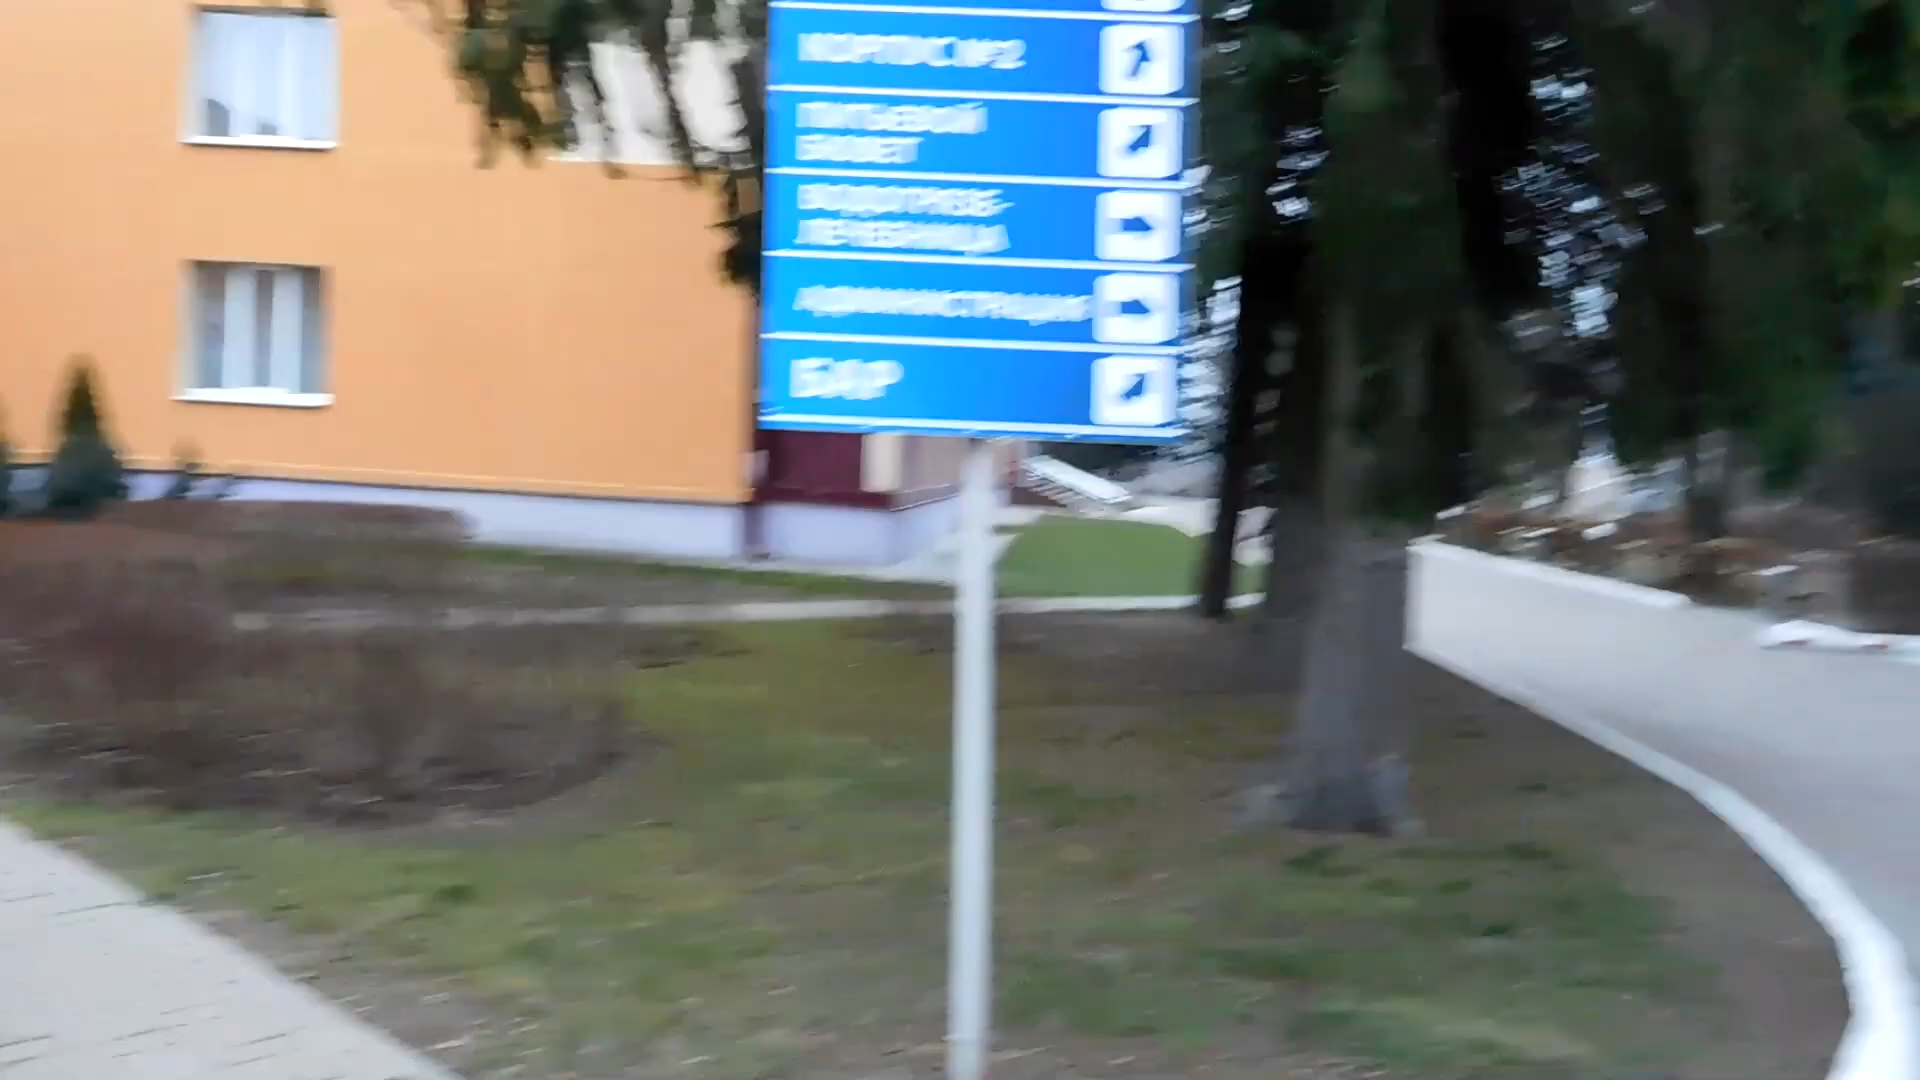 КОРПУС №2
ПИТЬЕВОЙ
БЮВЕТ
ВОДОГРЯЗЕ-
ЛЕЧЕБНИЦА
АДМИНИСТРАЦИЯ
БАР